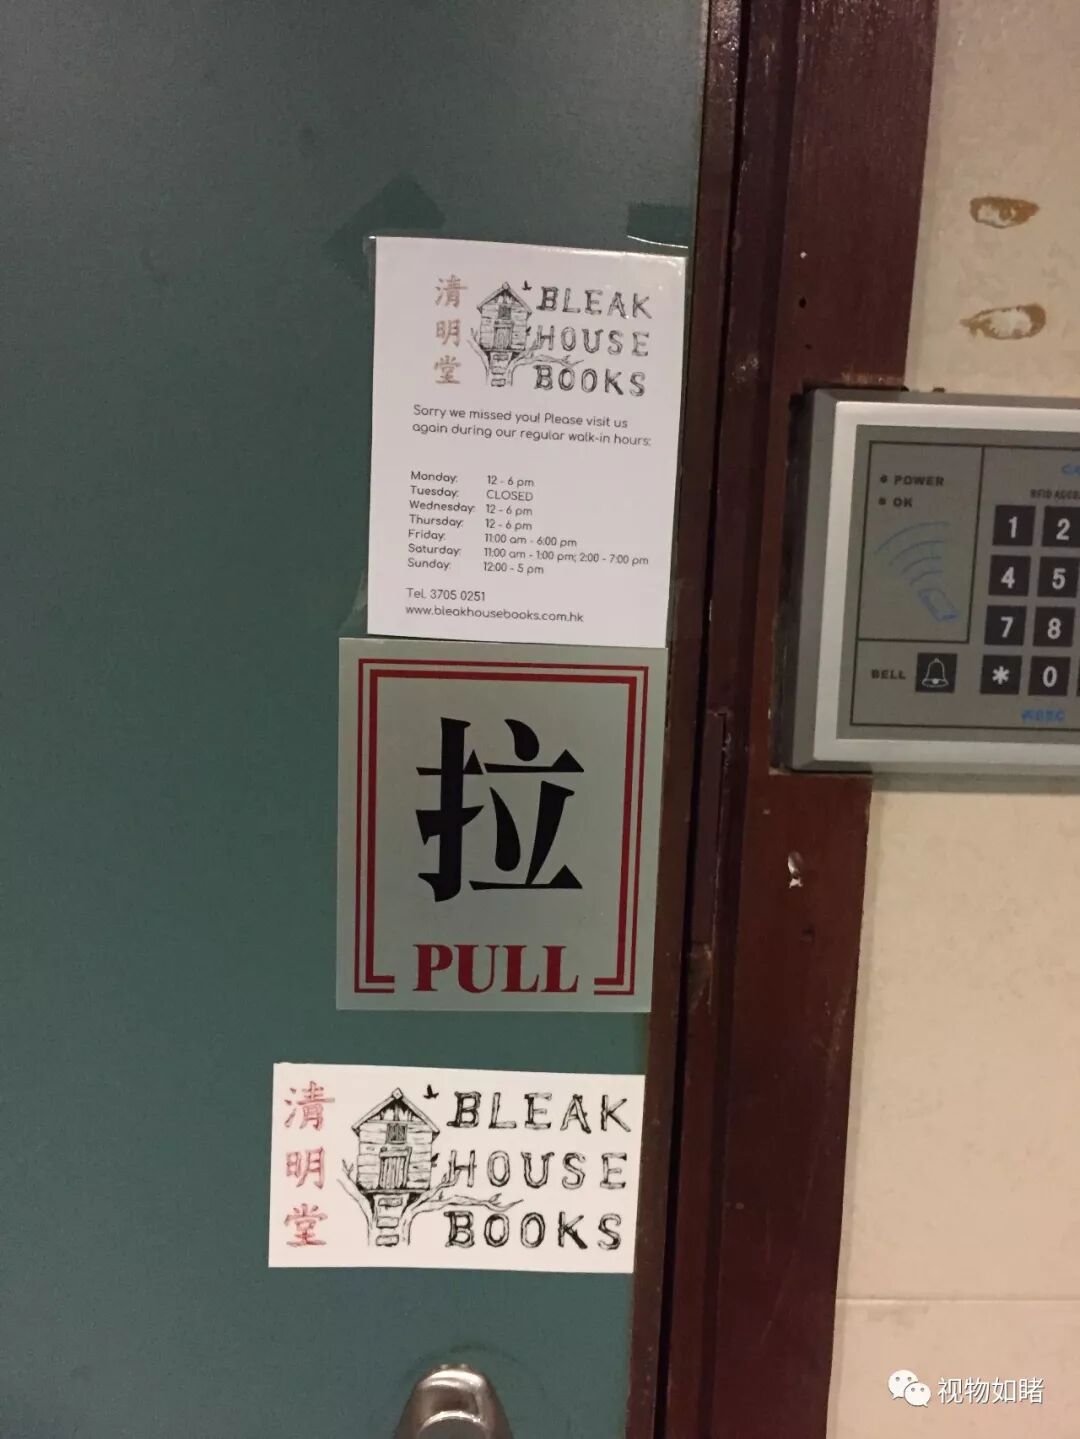 清明堂
BLEAK
HOUSE
BOOKS
Sorry we missed you! Please visit us
again during our regular walk-in hours:
Monday: 12 - 6 pm
Tuesday: CLOSED
Wednesday: 12 - 6 pm
Thursday: 12 - 6 pm
Friday: 11:00 am - 6:00 pm
Saturday: 11:00 am - 1:00 pm; 2:00 - 7:00 pm
Sunday: 12:00 - 5 pm
Tel. 3705 0251
www.bleakhousebooks.com.hk
POWER
OK
1 2
4 5
7 8
BELL
* 0
拉
PULL
清明堂
BLEAK
HOUSE
BOOKS
视物如睹